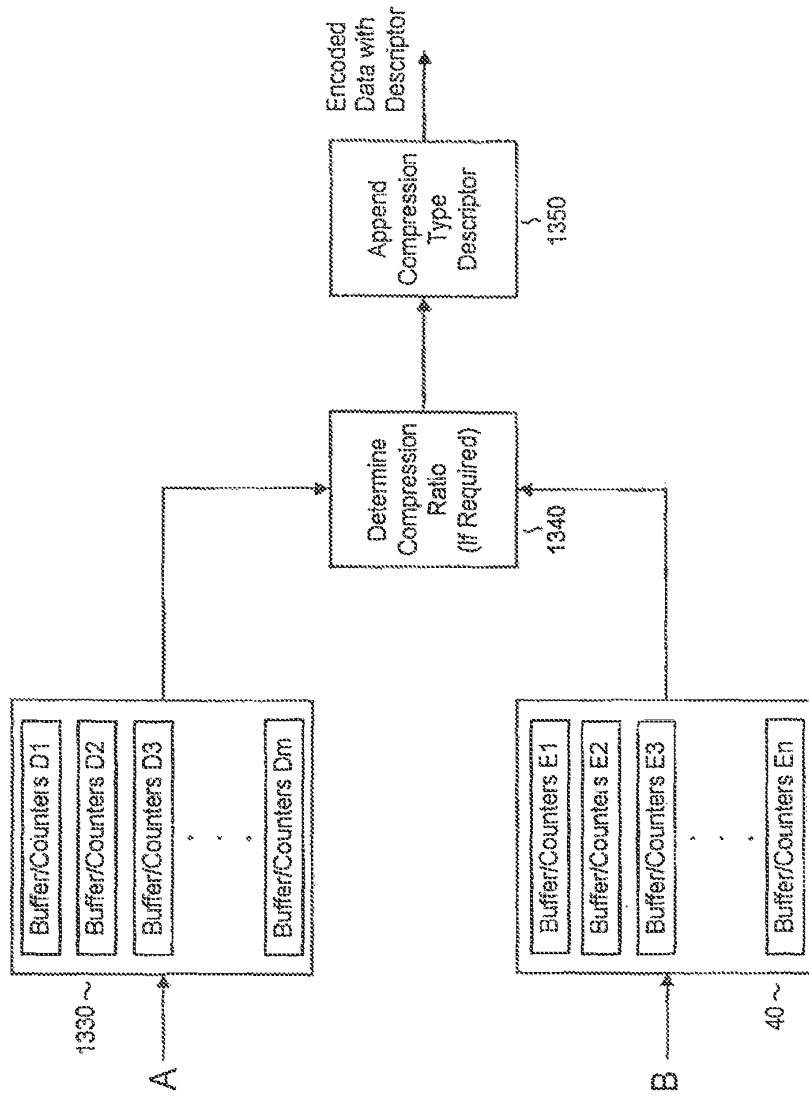 A
1330
Buffer/Counters D1
Buffer/Counters D2
Buffer/Counters D3
Buffer/Counters Dm
B
40
Buffer/Counters E1
Buffer/Counters E2
Buffer/Counters E3
Buffer/Counters En
Determine
Compression
Ratio
(If Required)
1340
Append
Compression
Type
Descriptor
1350
Encoded
Data with
Descriptor